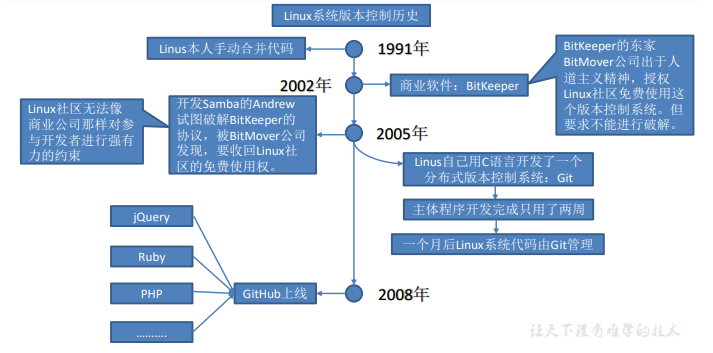 Linux系统版本控制历史
Linus本人手动合并代码
1991年
2002年
商业软件：BitKeeper
BitKeeper的东家
BitMover公司出于人
道主义精神，授权
Linux社区免费使用这
个版本控制系统。但
要求不能进行破解。
Linux社区无法像
商业公司那样对参
与开发者进行强有
力的约束
开发Samba的Andrew
试图破解BitKeeper的
协议，被BitMover公司
发现，要收回Linux社
区的免费使用权。
2005年
Linus自己用C语言开发了一个
分布式版本控制系统：Git
主体程序开发完成只用了两周
一个月后Linux系统代码由Git管理
jQuery
Ruby
PHP
……….
GitHub上线
2008年
让天下没有难学的技术